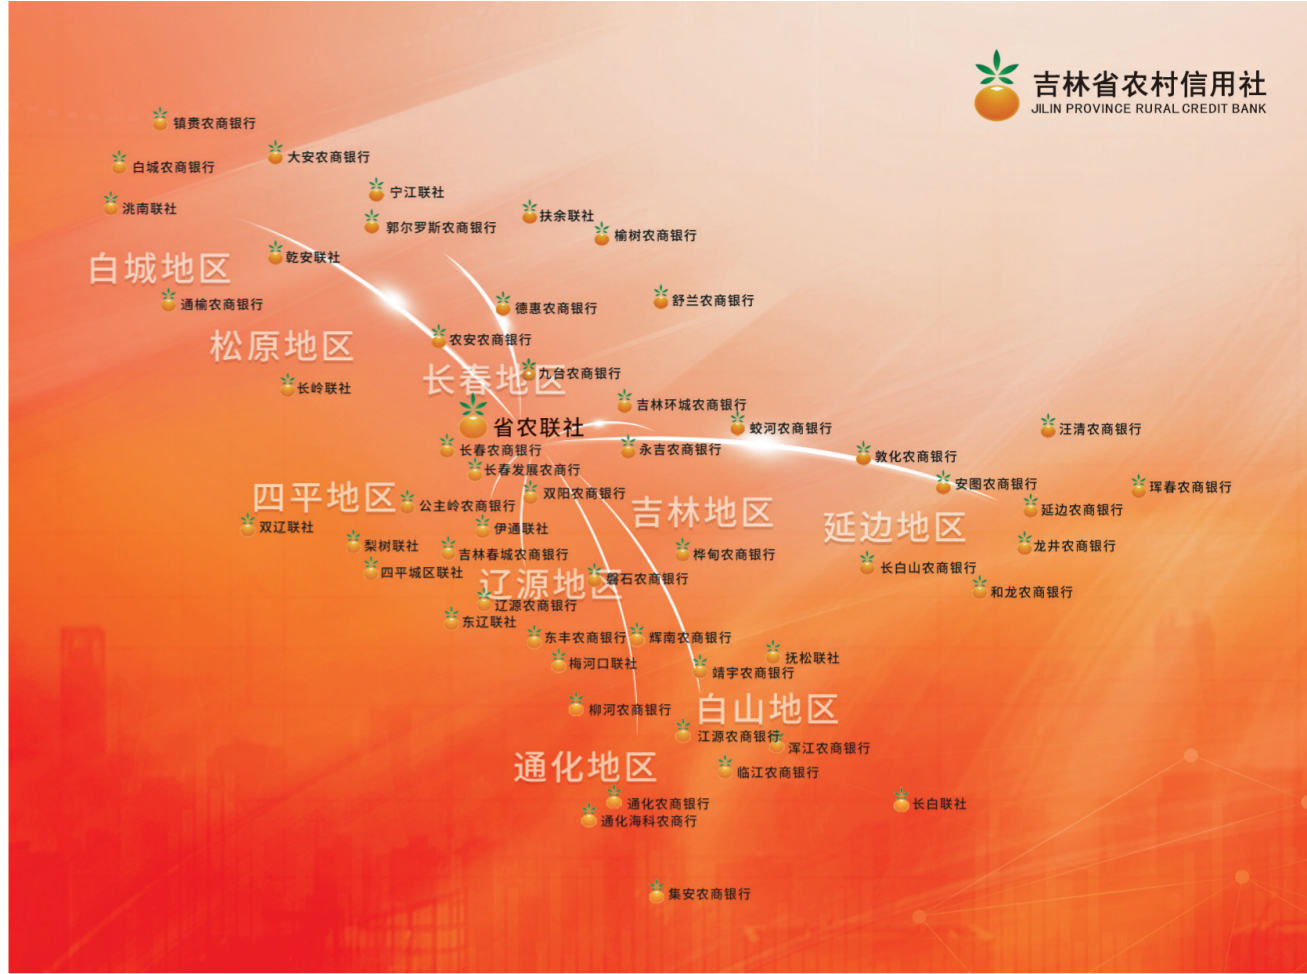 吉林省农村信用社
JILIN PROVINCE RURAL CREDIT BANK
镇赉农商银行
大安农商银行
白城农商银行
宁江联社
洮南联社
扶余联社
郭尔罗斯农商银行
榆树农商银行
乾安联社
白城地区
舒兰农商银行
通榆农商银行
德惠农商银行
农安农商银行
松原地区
九台农商银行
长春地区
长岭联社
吉林环城农商银行
省农联社
蛟河农商银行
汪清农商银行
长春农商银行
永吉农商银行
敦化农商银行
长春发展农商行
安图农商银行
珲春农商银行
双阳农商银行
四平地区
公主岭农商银行
吉林地区
延边农商银行
双辽联社
伊通联社
延边地区
梨树联社
龙井农商银行
吉林春城农商银行
桦甸农商银行
长白山农商银行
四平城区联社
磐石农商银行
辽源地区
和龙农商银行
辽源农商银行
东辽联社
东丰农商银行
辉南农商银行
抚松联社
梅河口联社
靖宇农商银行
柳河农商银行
白山地区
江源农商银行
浑江农商银行
通化地区
临江农商银行
通化农商银行
长白联社
通化海科农商行
集安农商银行